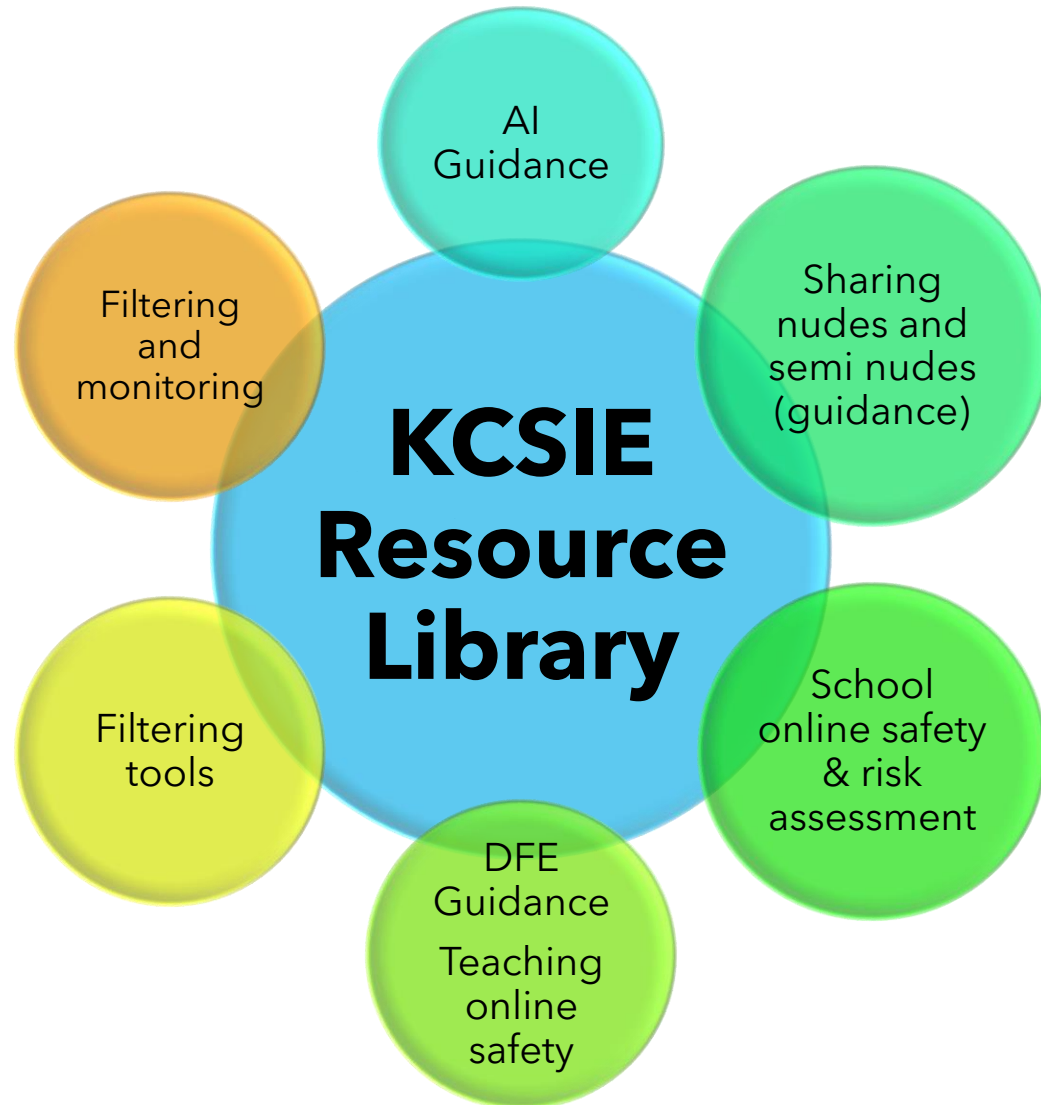 AI
Guidance
Sharing
nudes and
semi nudes
(guidance)
School
online safety
& risk
assessment
DFE
Guidance
Teaching
online
safety
Filtering
tools
Filtering
and
monitoring
KCSIE
Resource
Library